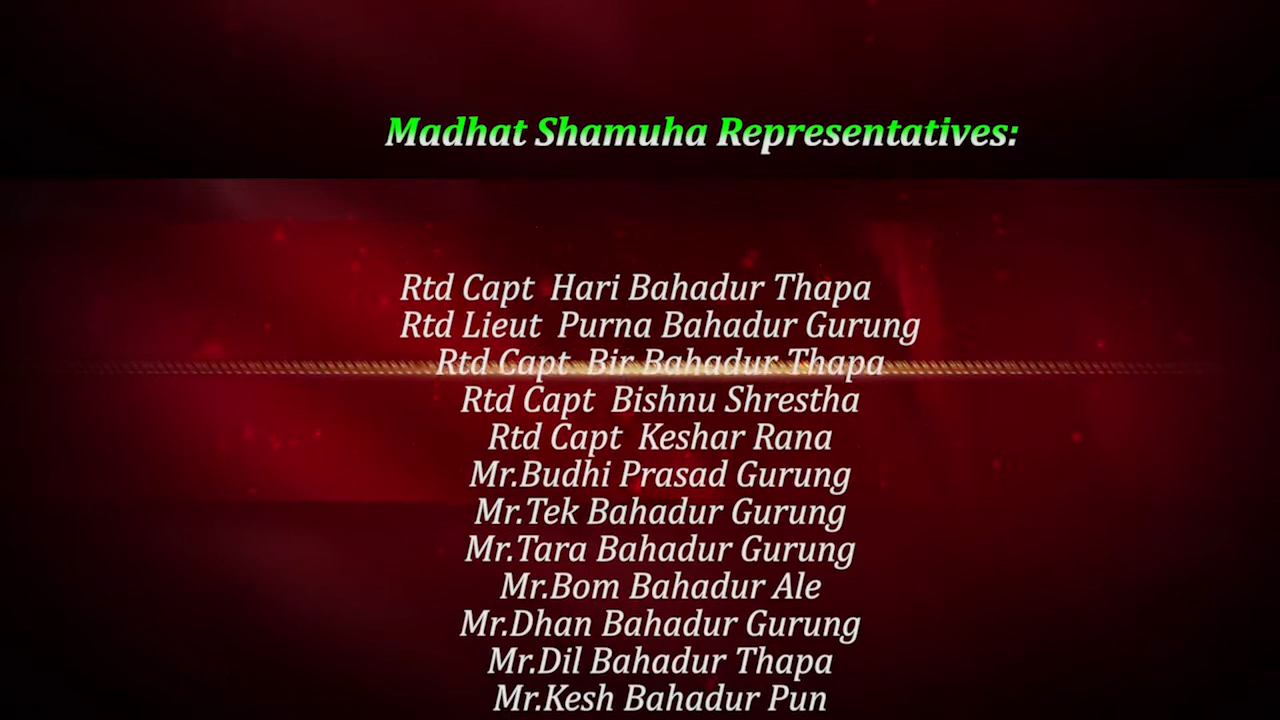 Madhat Shamuha Representatives:
Rtd Capt  Hari Bahadur Thapa
Rtd Lieut  Purna Bahadur Gurung
Rtd Capt  Bir Bahadur Thapa
Rtd Capt  Bishnu Shrestha
Rtd Capt  Keshar Rana
Mr.Budhi Prasad Gurung
Mr.Tek Bahadur Gurung
Mr.Tara Bahadur Gurung
Mr.Bom Bahadur Ale
Mr.Dhan Bahadur Gurung
Mr.Dil Bahadur Thapa
Mr.Kesh Bahadur Pun